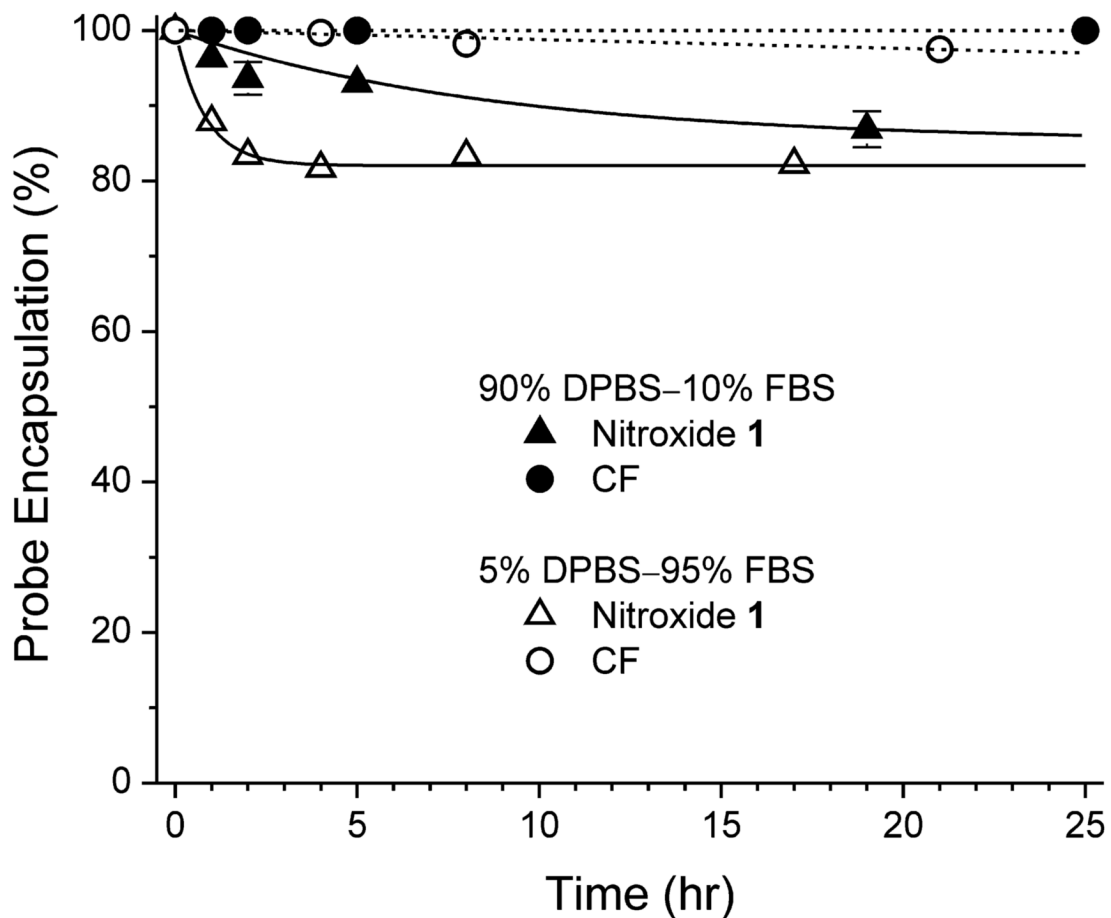 Probe Encapsulation (%)
100
80
60
40
20
0
90% DPBS–10% FBS
Nitroxide 1
CF
5% DPBS–95% FBS
Nitroxide 1
CF
0
5
10
15
20
25
Time (hr)